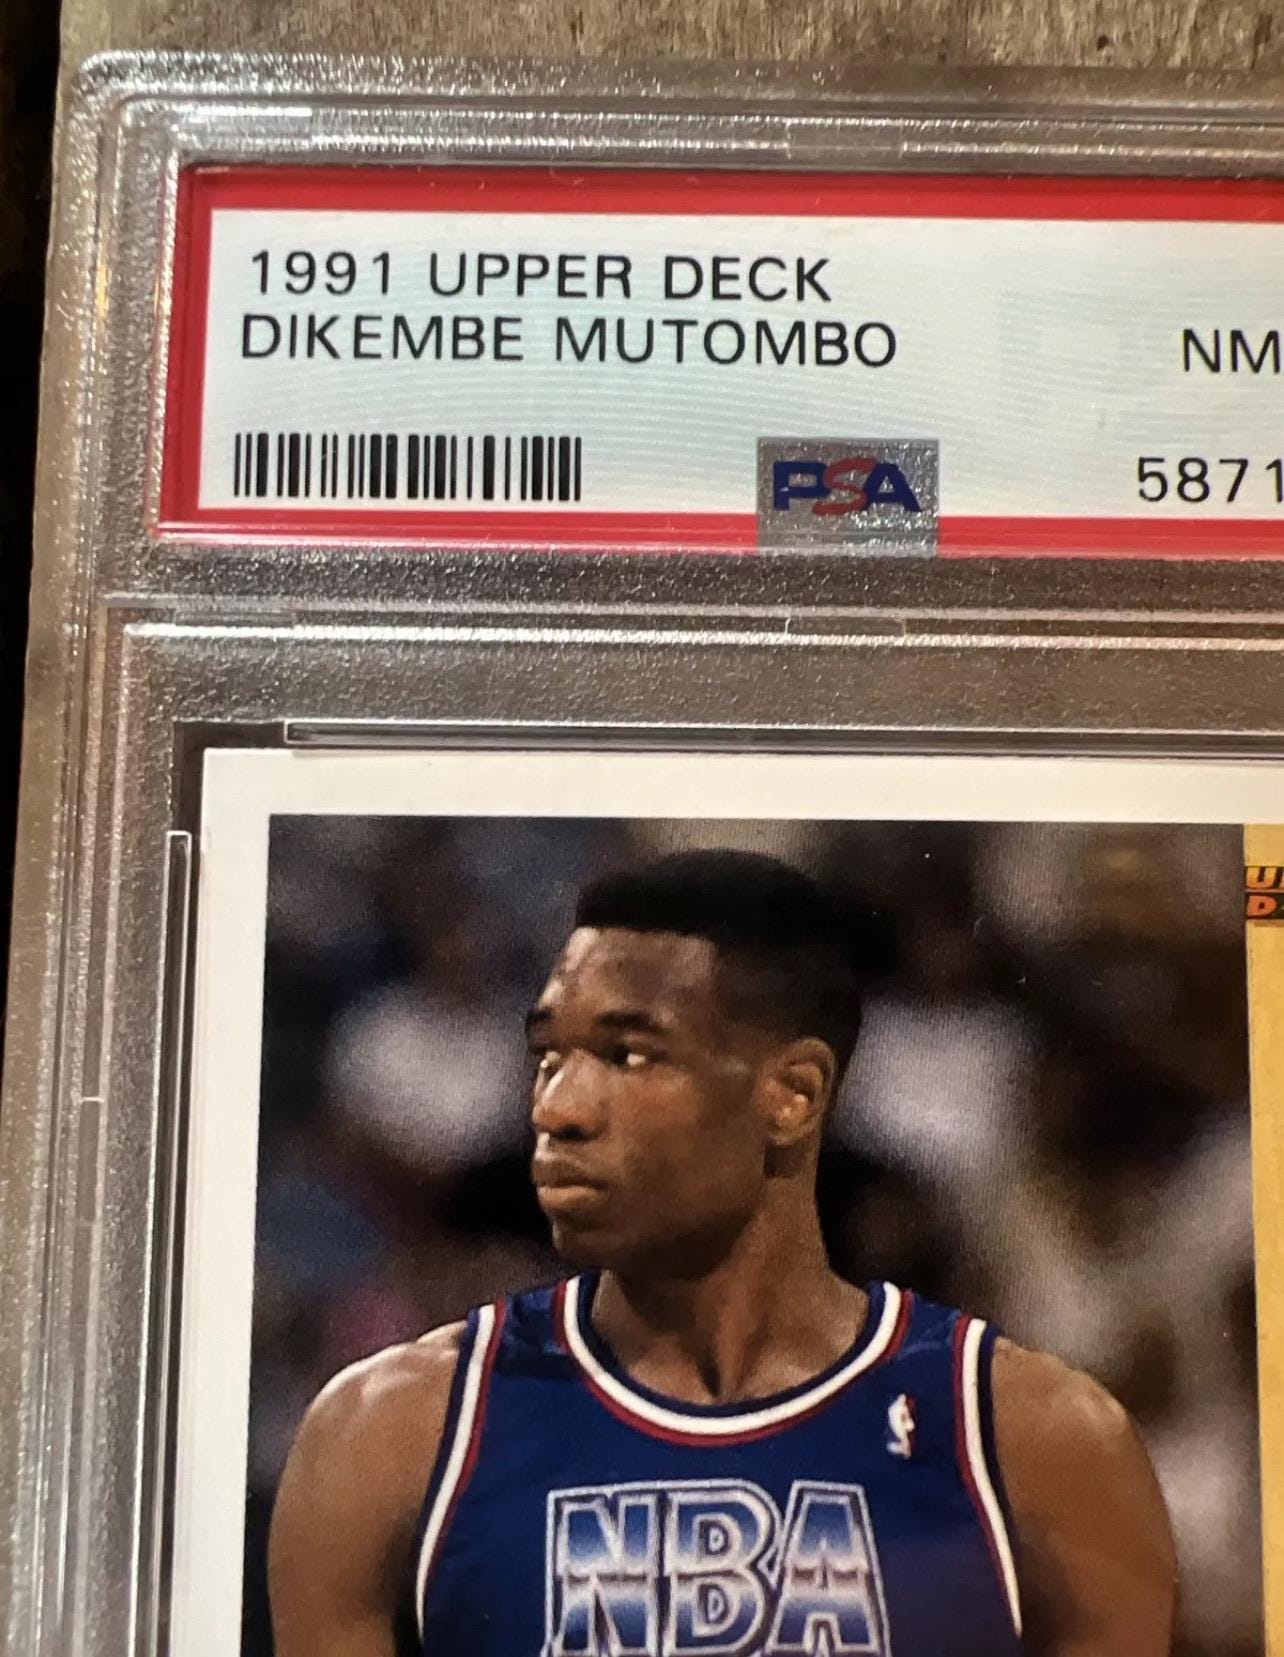 1991 UPPER DECK
DIKEMBE MUTOMBO
NM
PSA
5871
NBA